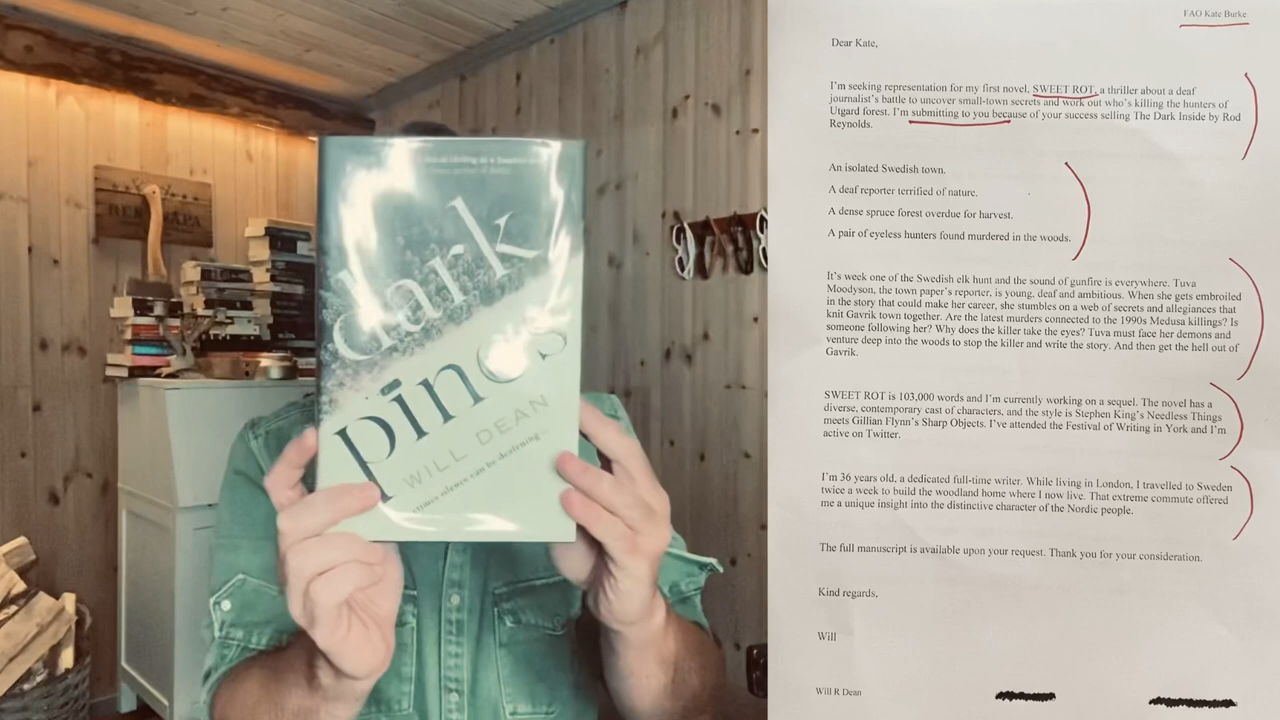 dark
pines
WILL DEAN
FAO Kate Burke
Dear Kate,
I'm seeking representation for my first novel, SWEET ROT, a thriller about a deaf
journalist's battle to uncover small-town secrets and work out who's killing the hunters of
Utgard forest. I'm submitting to you because of your success selling The Dark Inside by Rod
Reynolds.
An isolated Swedish town.
A deaf reporter terrified of nature.
A dense spruce forest overdue for harvest.
A pair of eyeless hunters found murdered in the woods.
It's week one of the Swedish elk hunt and the sound of gunfire is everywhere. Tuva
Moodyson, the town paper's reporter, is young, deaf and ambitious. When she gets embroiled
in the story that could make her career, she stumbles on a web of secrets and allegiances that
knit Gavrik town together. Are the latest murders connected to the 1990s Medusa killings? Is
someone following her? Why does the killer take the eyes? Tuva must face her demons and
venture deep into the woods to stop the killer and write the story. And then get the hell out of
Gavrik.
SWEET ROT is 103,000 words and I'm currently working on a sequel. The novel has a
diverse, contemporary cast of characters, and the style is Stephen King's Needless Things
meets Gillian Flynn's Sharp Objects. I've attended the Festival of Writing in York and I'm
active on Twitter.
I'm 36 years old, a dedicated full-time writer. While living in London, I travelled to Sweden
twice a week to build the woodland home where I now live. That extreme commute offered
me a unique insight into the distinctive character of the Nordic people.
The full manuscript is available upon your request. Thank you for your consideration.
Kind regards,
Will
Will R Dean